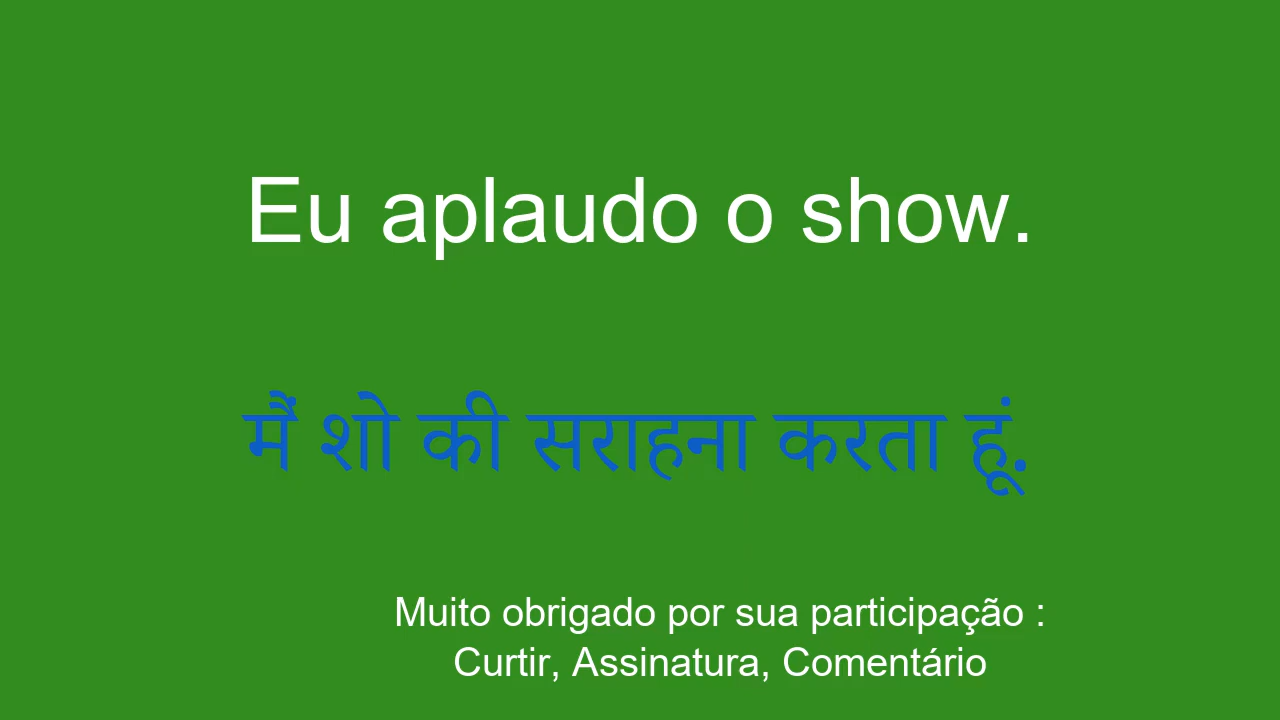 Eu aplaudo o show.
मैं शो की सराहना करता हूं.
Muito obrigado por sua participação :
Curtir, Assinatura, Comentário